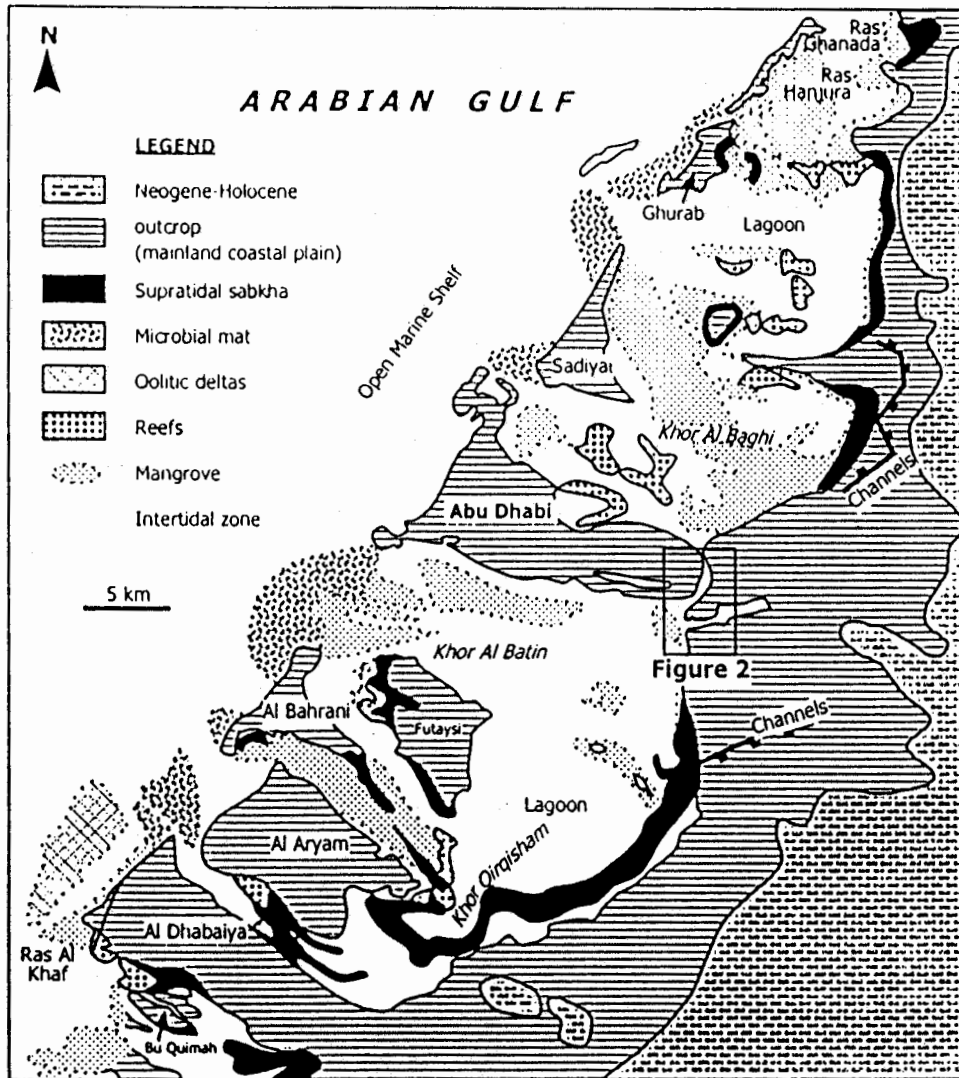 N
ARABIAN GULF
LEGEND
Neogene-Holocene
outcrop
(mainland coastal plain)
Supratidal sabkha
Microbial mat
Oolitic deltas
Reefs
Mangrove
Intertidal zone
5 km
Ras
Ghanada
Ras
Hanjura
Ghurab
Lagoon
Open Marine Shelf
Sadiyat
Khor Al Baghi
Channels
Abu Dhabi
Figure 2
Khor Al Batin
Al Bahrani
Futaysi
Channels
Lagoon
Al Aryam
Khor Qirqisham
Al Dhabaiya
Ras Al
Khaf
Bu Quimah